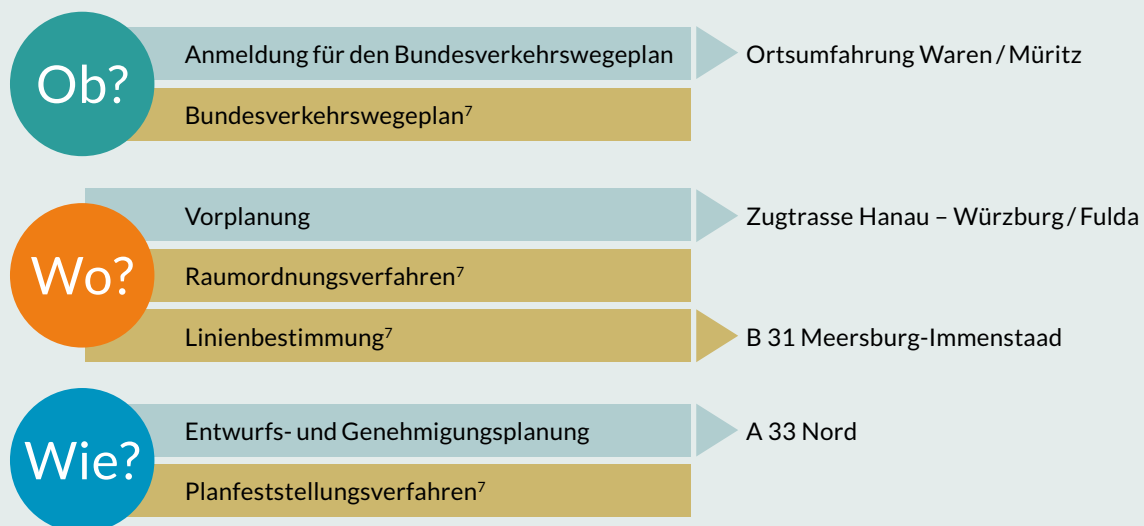 Ob?
Anmeldung für den Bundesverkehrswegeplan
Ortsumfahrung Waren / Müritz
Bundesverkehrswegeplan⁷
Wo?
Vorplanung
Zugtrasse Hanau – Würzburg / Fulda
Raumordnungsverfahren⁷
Linienbestimmung⁷
B 31 Meersburg-Immenstaad
Wie?
Entwurfs- und Genehmigungsplanung
A 33 Nord
Planfeststellungsverfahren⁷